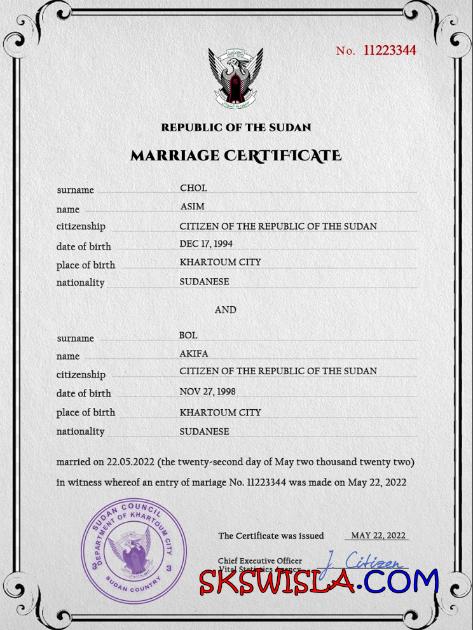 No. 11223344
REPUBLIC OF THE SUDAN
MARRIAGE CERTIFICATE
surname CHOL
name ASIM
citizenship CITIZEN OF THE REPUBLIC OF THE SUDAN
date of birth DEC 17, 1994
place of birth KHARTOUM CITY
nationality SUDANESE
AND
surname BOL
name AKIFA
citizenship CITIZEN OF THE REPUBLIC OF THE SUDAN
date of birth NOV 27, 1998
place of birth KHARTOUM CITY
nationality SUDANESE
married on 22.05.2022 (the twenty-second day of May two thousand twenty two)
in witness whereof an entry of mariage No. 11223344 was made on May 22, 2022
SUDAN COUNCIL
DEPARTMENT OF KHARTOUM CITY
3 3
SUDAN COUNTRY
The Certificate was issued MAY 22, 2022
Chief Executive Officer
Vital Statistics Agency
J. Citizen
SKSWISLA.COM